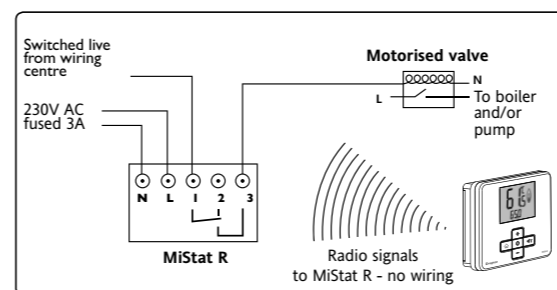 Switched live
from wiring
centre
230V AC
fused 3A
Motorised valve
N
L
To boiler
and/or
pump
N L 1 2 3
MiStat R
Radio signals
to MiStat R - no wiring